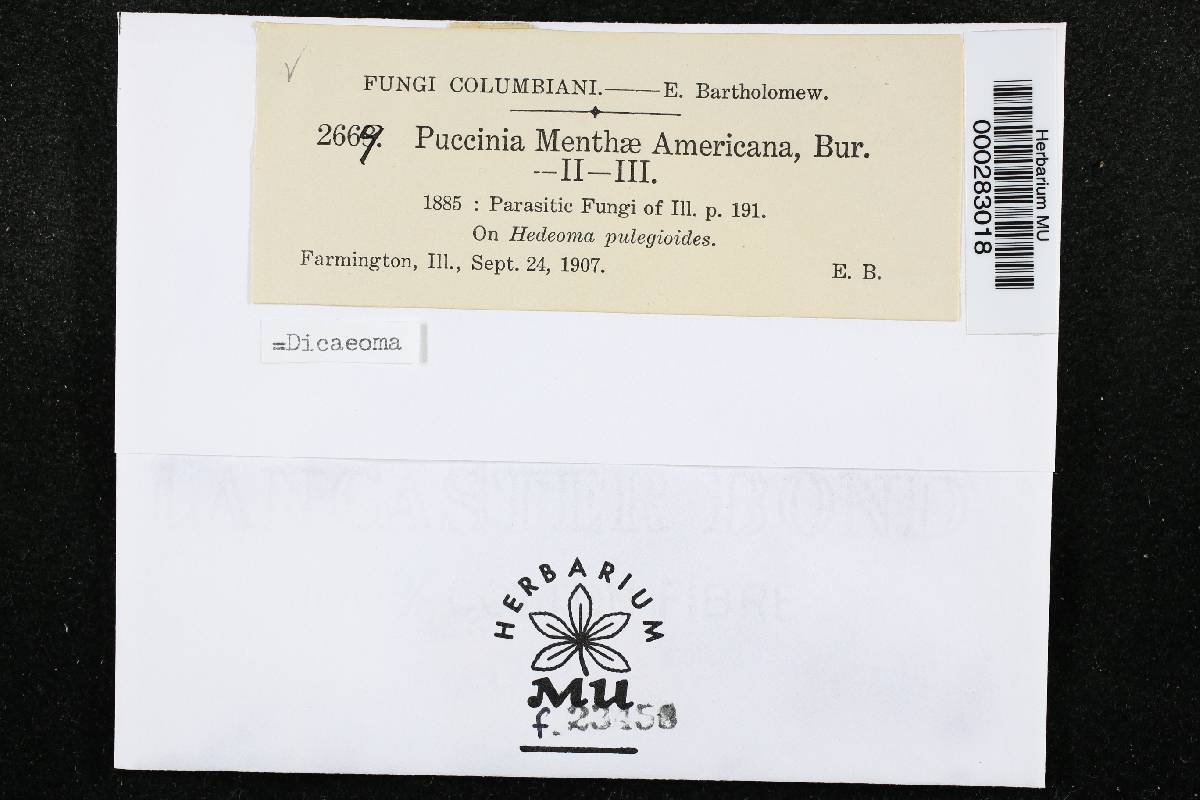 FUNGI COLUMBIANI.——E. Bartholomew.
2669. Puccinia Menthæ Americana, Bur.
--II—III.
1885 : Parasitic Fungi of Ill. p. 191.
On Hedeoma pulegioides.
Farmington, Ill., Sept. 24, 1907. E. B.
Herbarium MU
000283018
=Dicaeoma
HERBARIUM
MU
f.